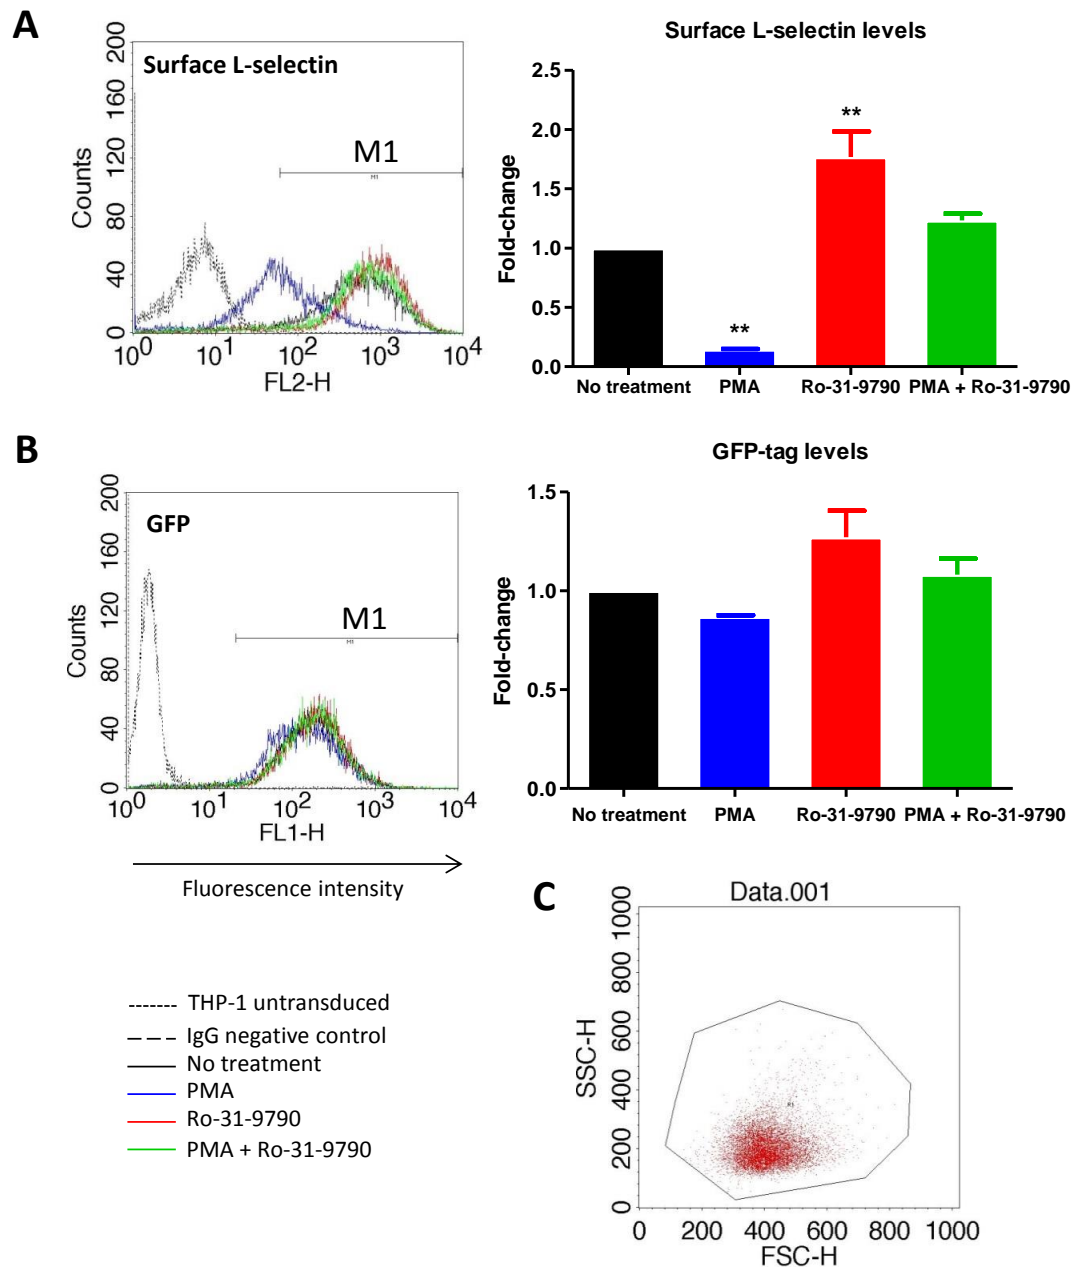 A
Surface L-selectin
M1
M1
Counts
200
160
120
80
40
0
10^0 10^1 10^2 10^3 10^4
FL2-H
Surface L-selectin levels
Fold-change
2.5
2.0
1.5
1.0
0.5
0.0
**
**
No treatment PMA Ro-31-9790 PMA + Ro-31-9790
B
GFP
M1
M1
Counts
200
160
120
80
40
0
10^0 10^1 10^2 10^3 10^4
FL1-H
Fluorescence intensity
GFP-tag levels
Fold-change
1.5
1.0
0.5
0.0
No treatment PMA Ro-31-9790 PMA + Ro-31-9790
THP-1 untransduced
IgG negative control
No treatment
PMA
Ro-31-9790
PMA + Ro-31-9790
C
Data.001
SSC-H
1000
800
600
400
200
0
0 200 400 600 800 1000
FSC-H